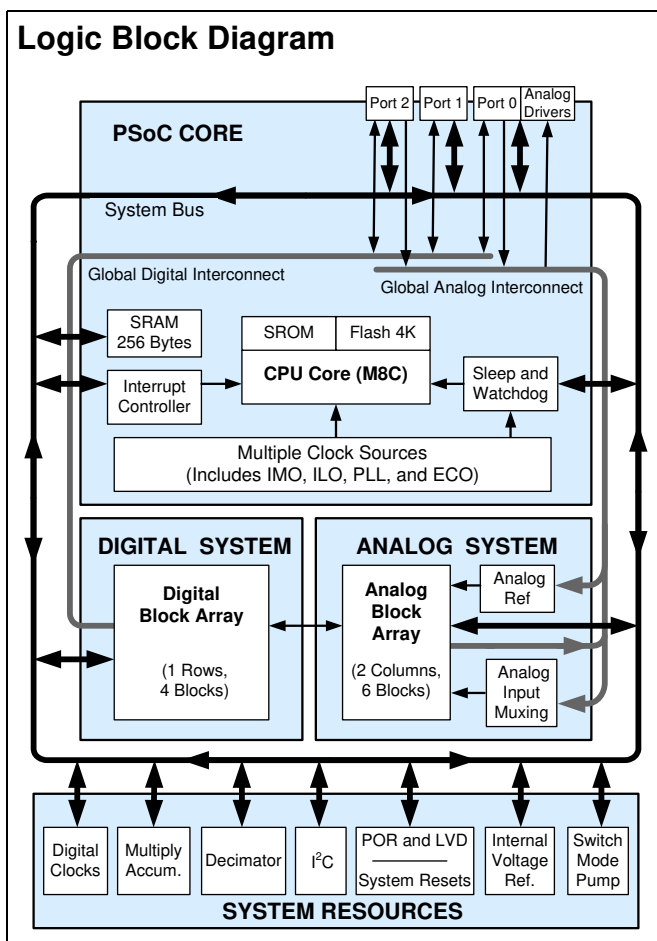 Logic Block Diagram
Port 2
Port 1
Port 0
Analog
Drivers
PSoC CORE
System Bus
Global Digital Interconnect
Global Analog Interconnect
SRAM
256 Bytes
SROM
Flash 4K
CPU Core (M8C)
Interrupt
Controller
Sleep and
Watchdog
Multiple Clock Sources
(Includes IMO, ILO, PLL, and ECO)
DIGITAL SYSTEM
Digital
Block Array
(1 Rows,
4 Blocks)
ANALOG SYSTEM
Analog
Block
Array
(2 Columns,
6 Blocks)
Analog
Ref
Analog
Input
Muxing
Digital
Clocks
Multiply
Accum.
Decimator
I²C
POR and LVD
System Resets
Internal
Voltage
Ref.
Switch
Mode
Pump
SYSTEM RESOURCES